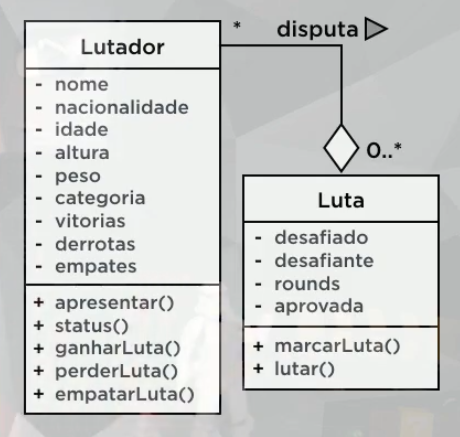 Lutador
- nome
- nacionalidade
- idade
- altura
- peso
- categoria
- vitorias
- derrotas
- empates
+ apresentar()
+ status()
+ ganharLuta()
+ perderLuta()
+ empatarLuta()
* disputa
0..*
Luta
- desafiado
- desafiante
- rounds
- aprovada
+ marcarLuta()
+ lutar()